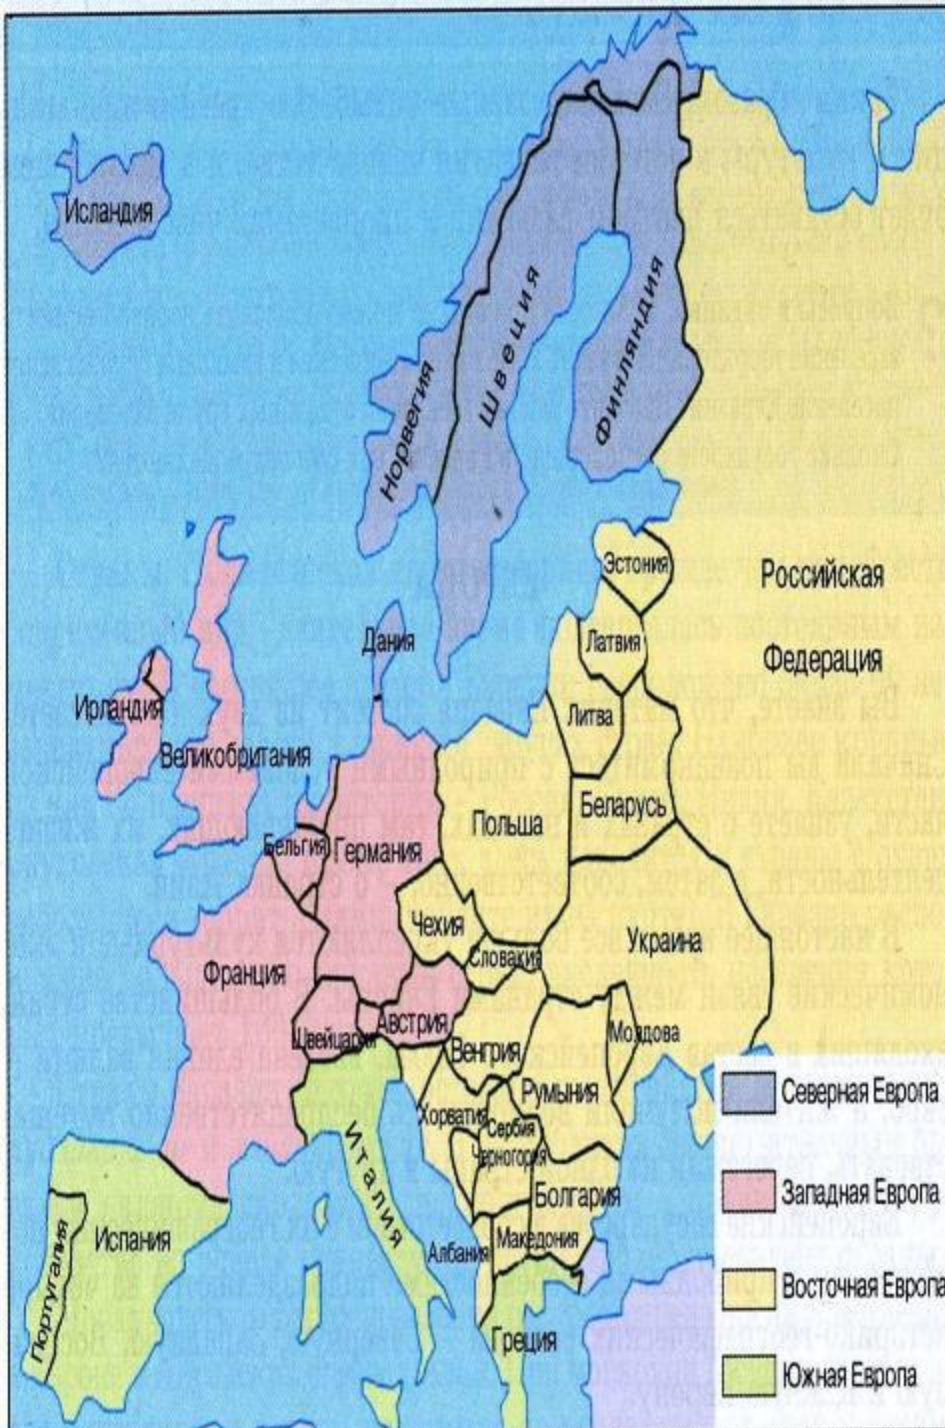 Исландия
Норвегия
Швеция
Финляндия
Эстония
Российская
Федерация
Латвия
Дания
Литва
Ирландия
Великобритания
Беларусь
Польша
Бельгия
Германия
Чехия
Украина
Словакия
Франция
Швейцария
Австрия
Молдова
Венгрия
Румыния
Хорватия
Сербия
Черногория
Болгария
Италия
Испания
Португалия
Албания
Македония
Греция
Северная Европа
Западная Европа
Восточная Европа
Южная Европа